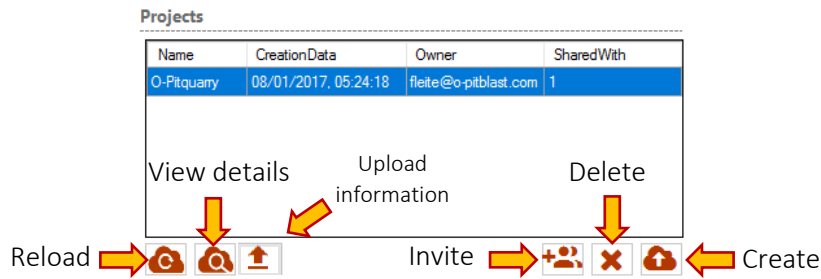 Projects
Name CreationData Owner SharedWith
O-Pitquarry 08/01/2017, 05:24:18 fleite@o-pitblast.com 1
View details Upload information Delete
Reload Invite Create